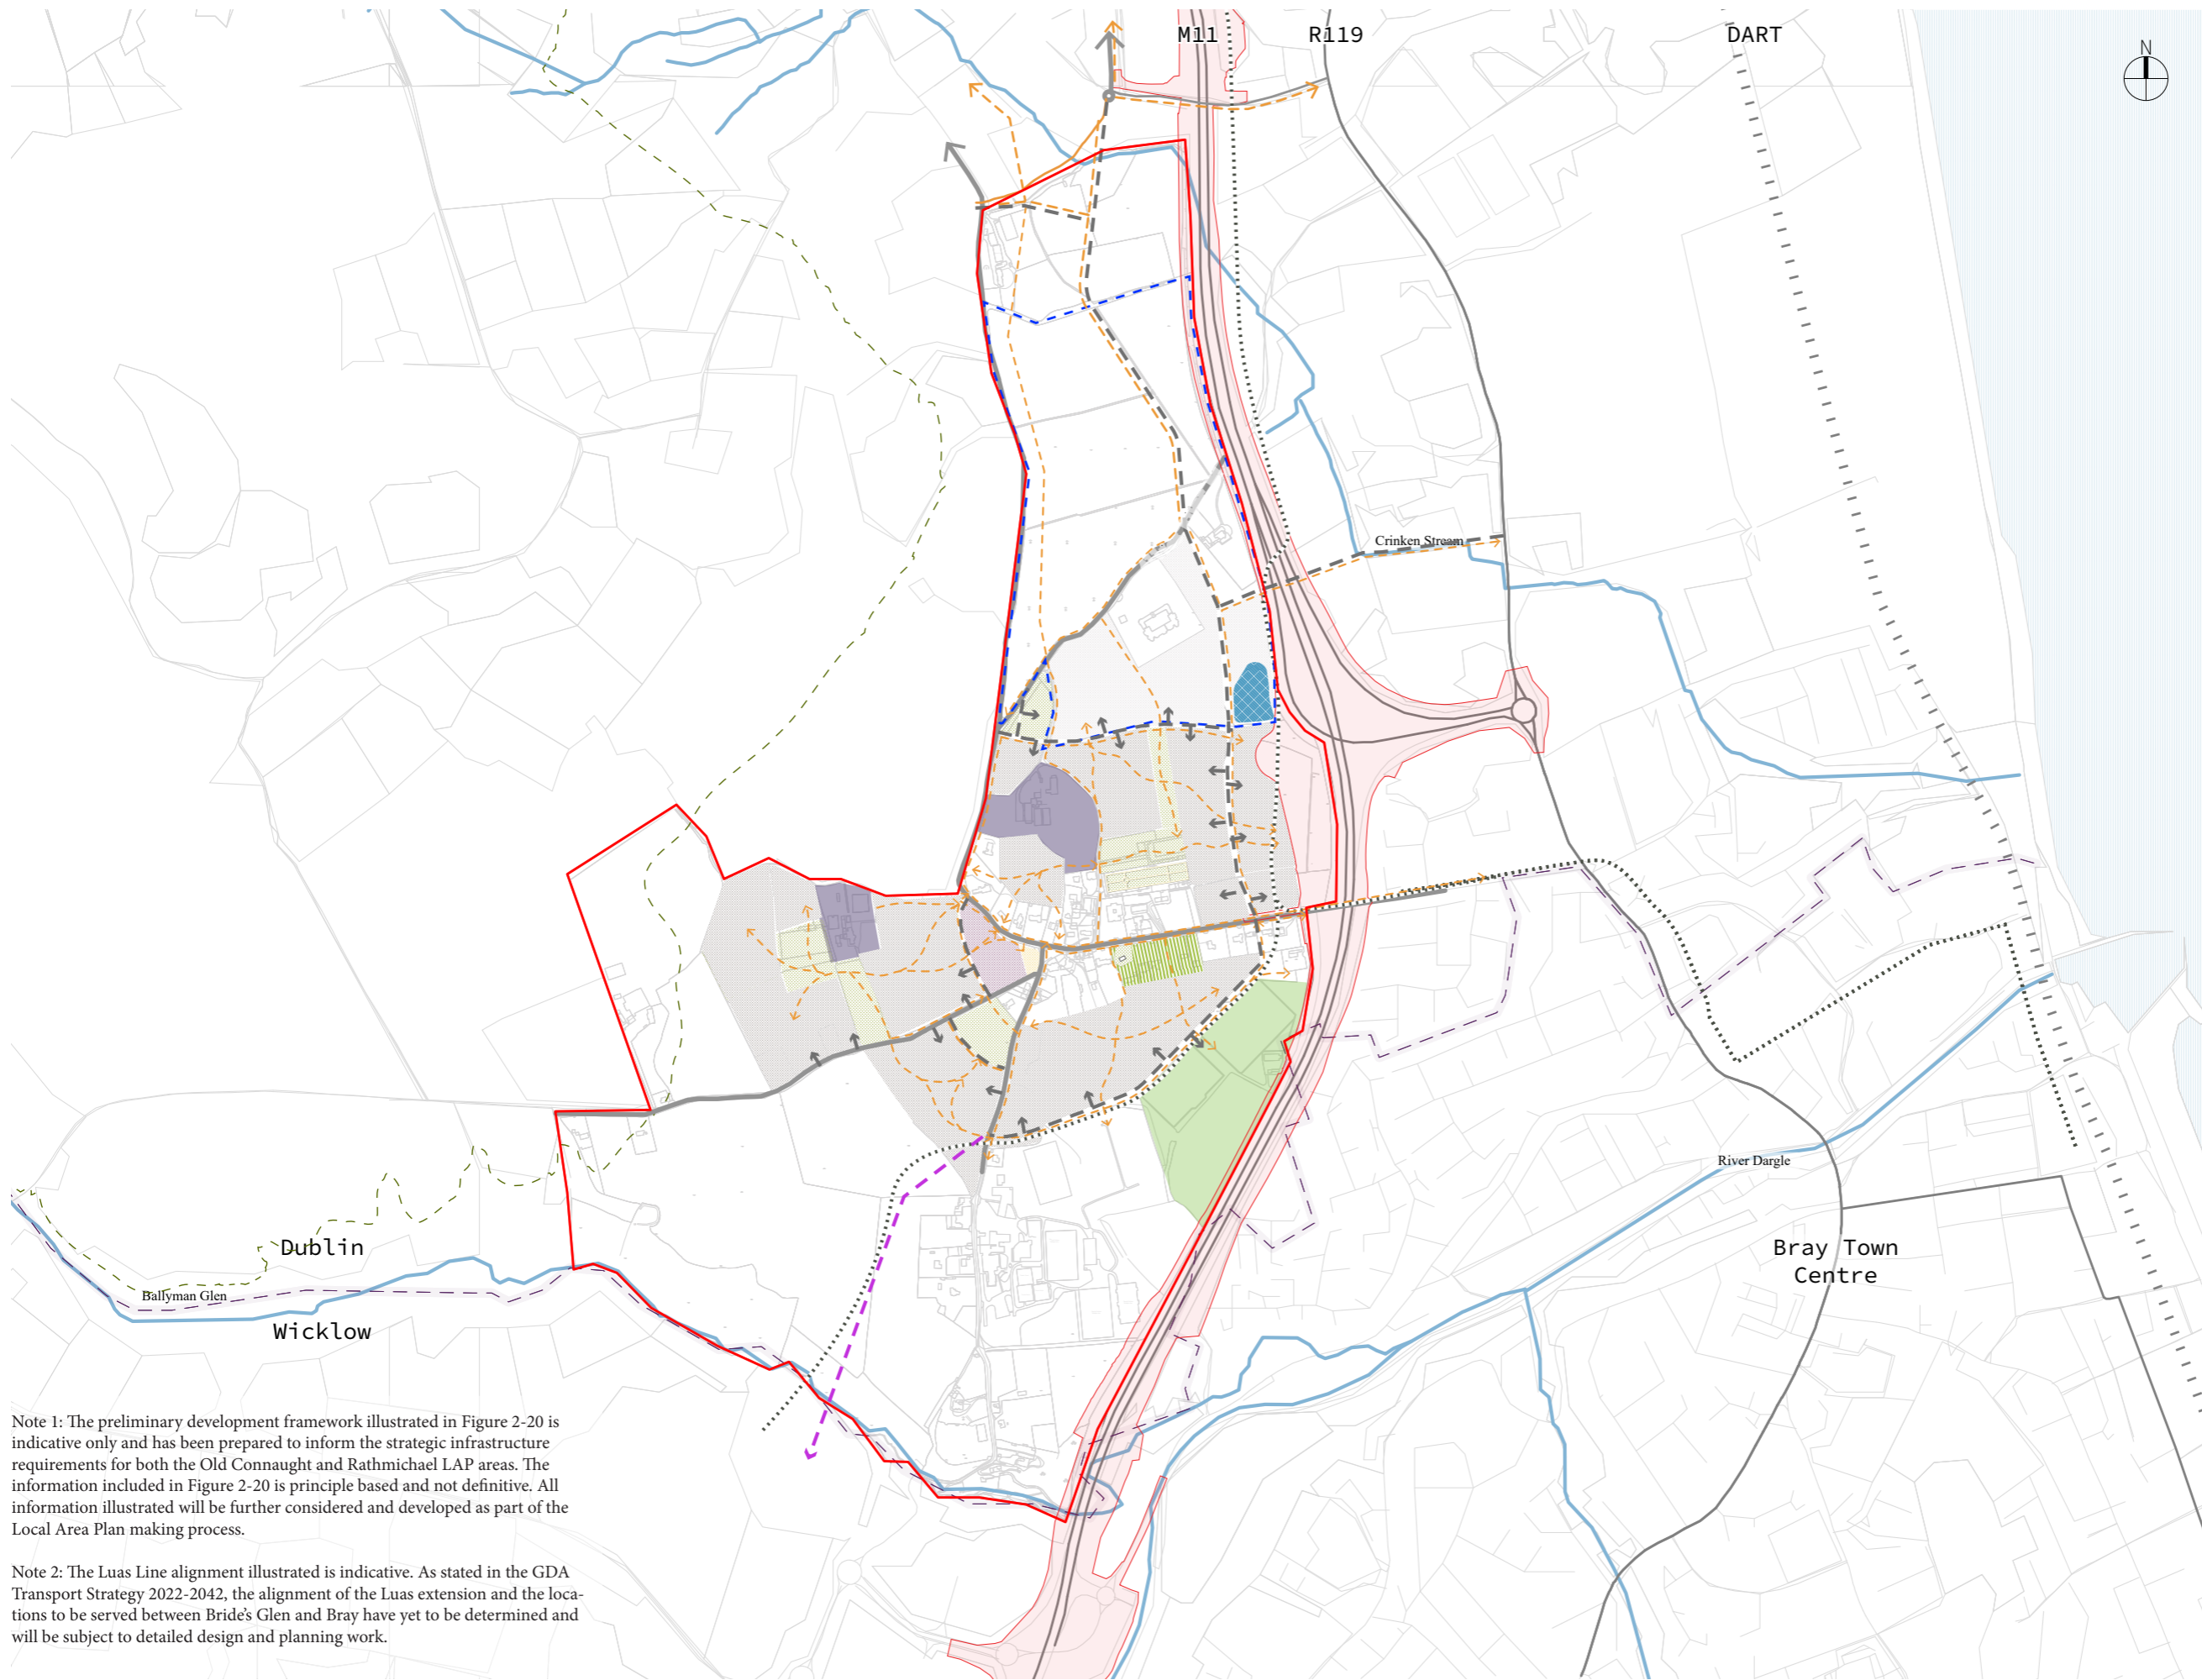 M11
R119
DART
N
Crinken Stream
River Dargle
Dublin
Bray Town
Centre
Ballyman Glen
Wicklow
Note 1: The preliminary development framework illustrated in Figure 2-20 is
indicative only and has been prepared to inform the strategic infrastructure
requirements for both the Old Connaught and Rathmichael LAP areas. The
information included in Figure 2-20 is principle based and not definitive. All
information illustrated will be further considered and developed as part of the
Local Area Plan making process.
Note 2: The Luas Line alignment illustrated is indicative. As stated in the GDA
Transport Strategy 2022-2042, the alignment of the Luas extension and the loca-
tions to be served between Bride's Glen and Bray have yet to be determined and
will be subject to detailed design and planning work.